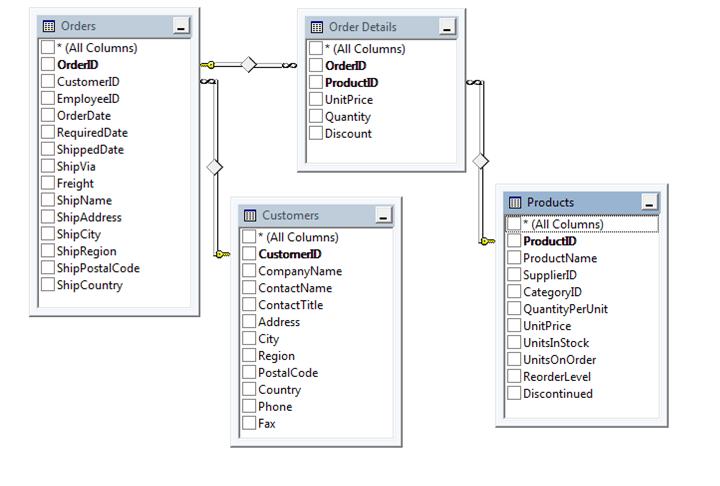 Orders
* (All Columns)
OrderID
CustomerID
EmployeeID
OrderDate
RequiredDate
ShippedDate
ShipVia
Freight
ShipName
ShipAddress
ShipCity
ShipRegion
ShipPostalCode
ShipCountry
Order Details
* (All Columns)
OrderID
ProductID
UnitPrice
Quantity
Discount
Customers
* (All Columns)
CustomerID
CompanyName
ContactName
ContactTitle
Address
City
Region
PostalCode
Country
Phone
Fax
Products
* (All Columns)
ProductID
ProductName
SupplierID
CategoryID
QuantityPerUnit
UnitPrice
UnitsInStock
UnitsOnOrder
ReorderLevel
Discontinued